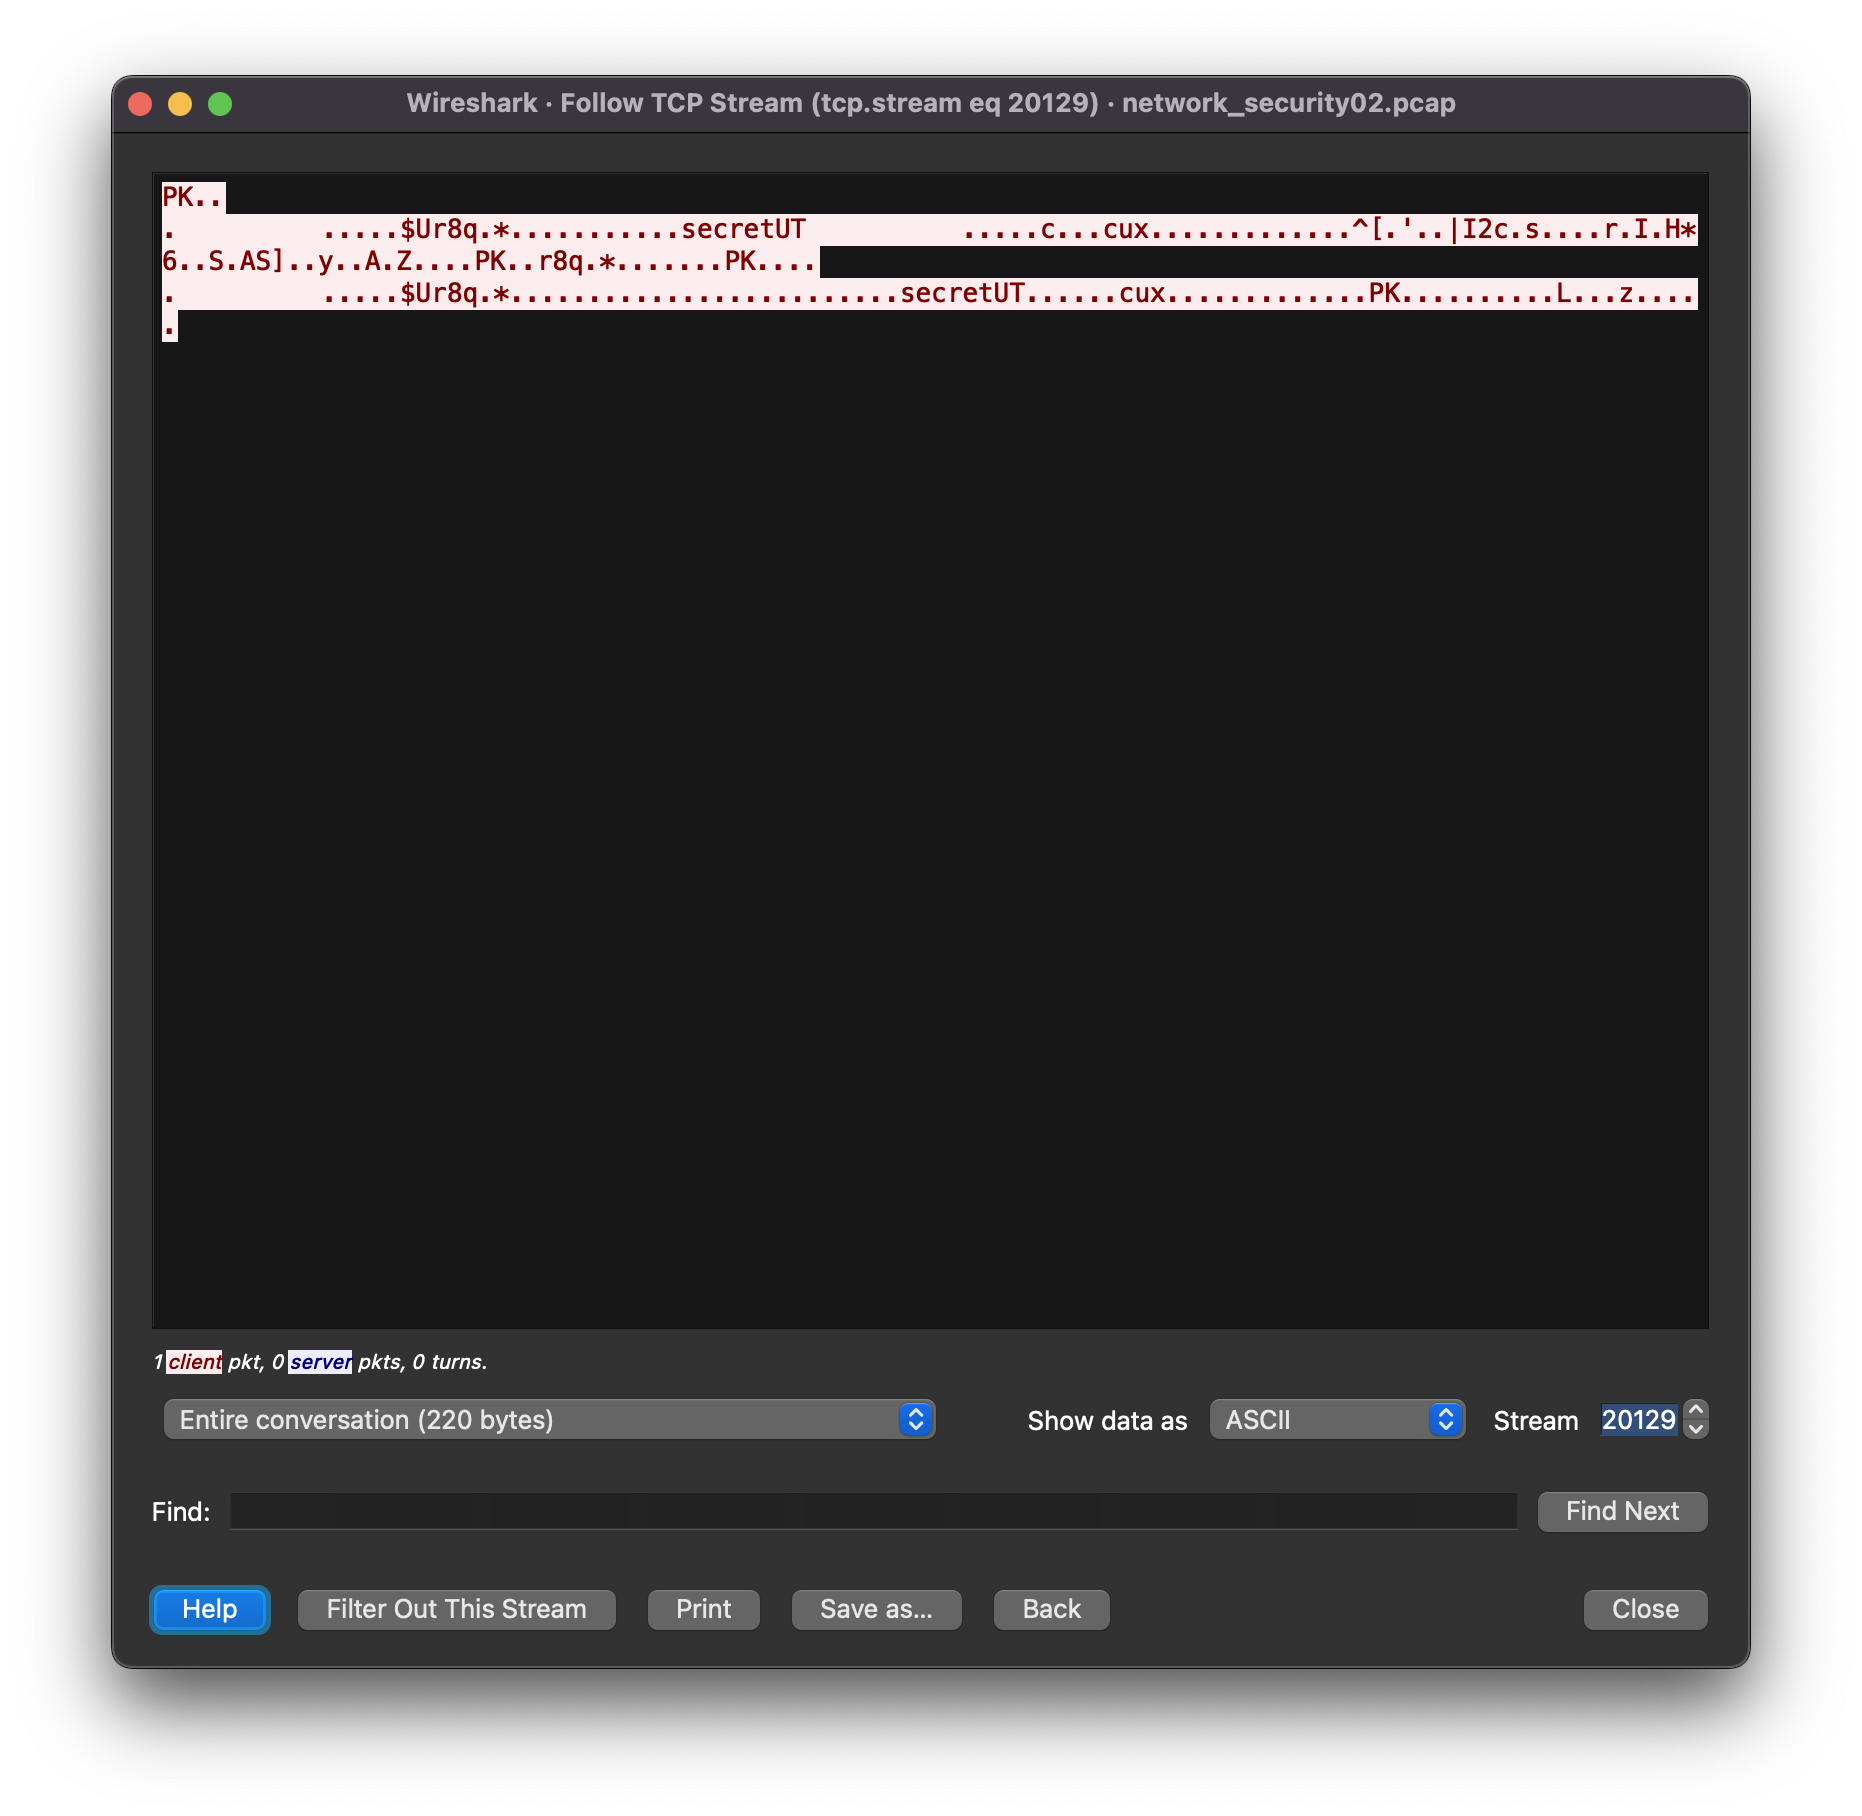 Wireshark · Follow TCP Stream (tcp.stream eq 20129) · network_security02.pcap
PK..
.          .....$Ur8q.*...........secretUT          .....c...cux.............^[.'..|I2c.s....r.I.H*
6..S.AS]..y..A.Z....PK..r8q.*.......PK....
.          .....$Ur8q.*.........................secretUT......cux.............PK..........L...z....
.
1 client pkt, 0 server pkts, 0 turns.
Entire conversation (220 bytes) Show data as ASCII Stream 20129
Find: Find Next
Help Filter Out This Stream Print Save as... Back Close